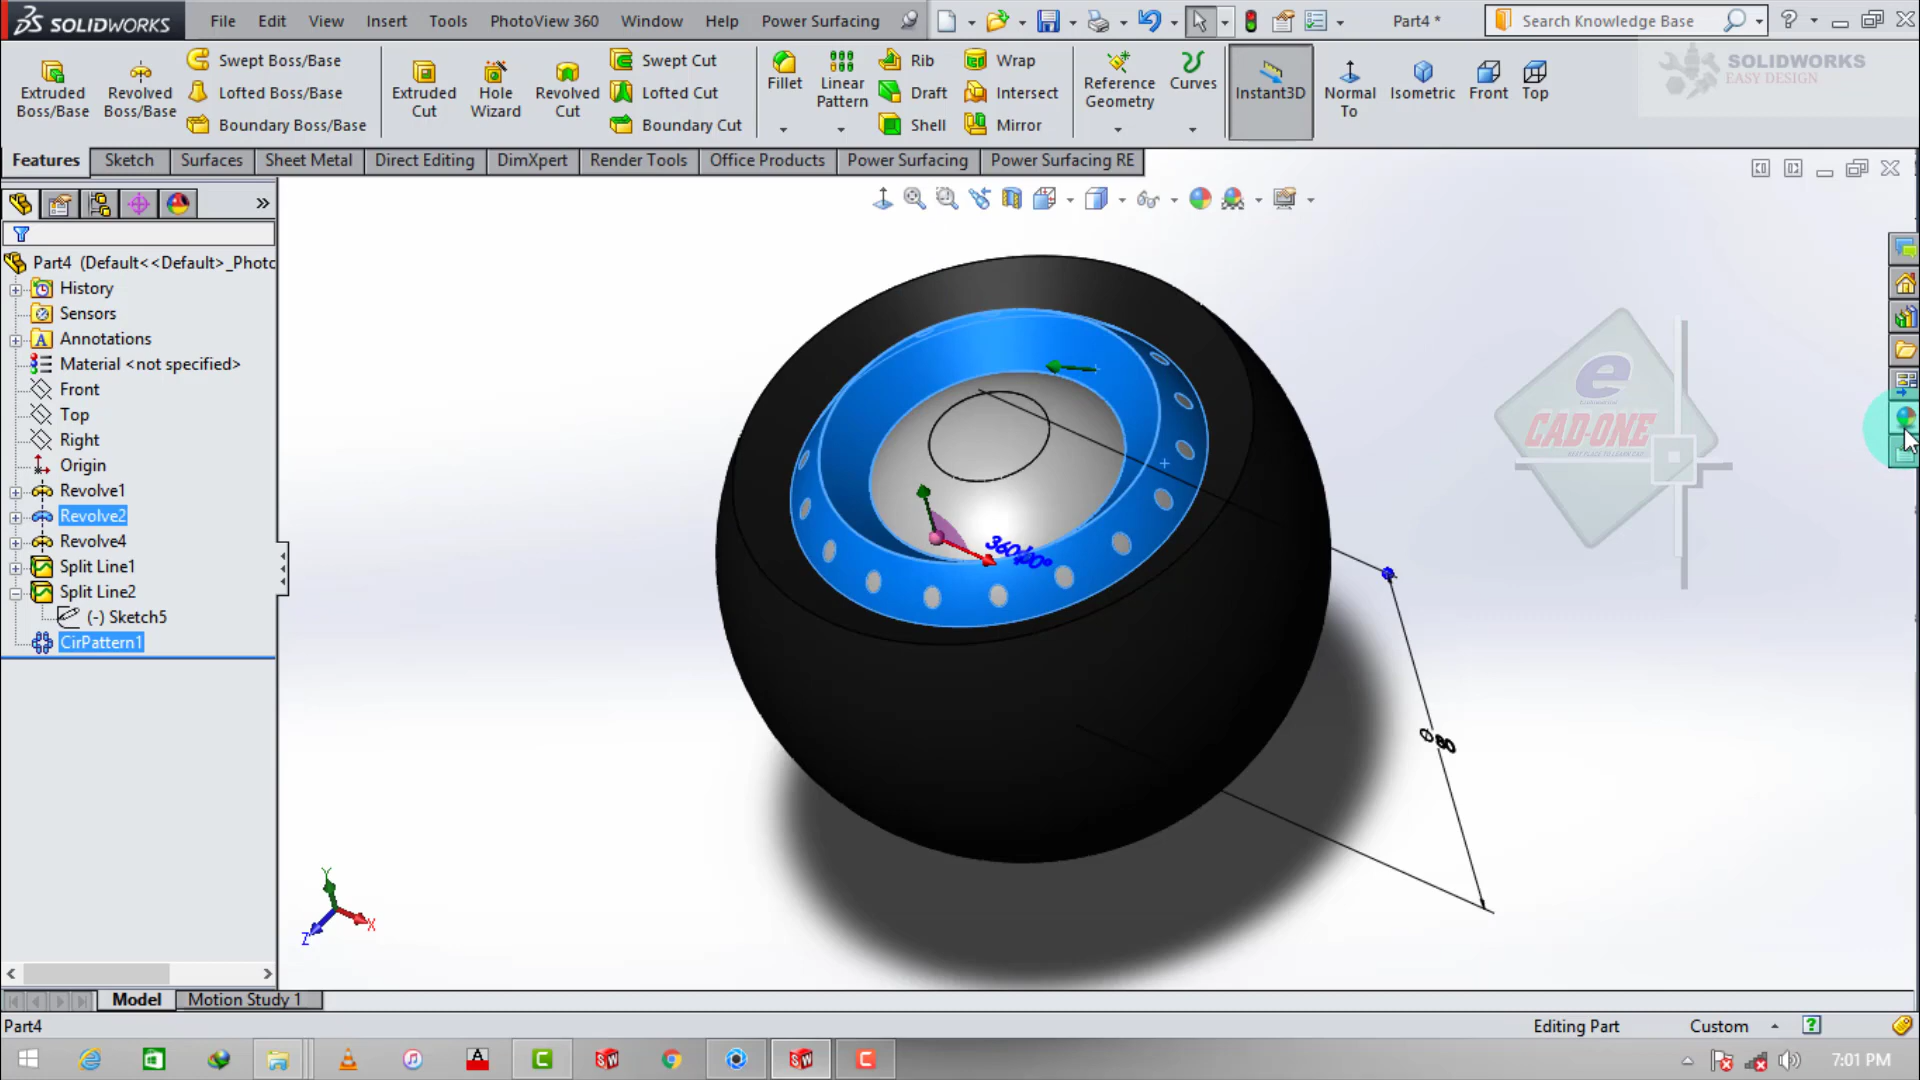 SOLIDWORKS File Edit View Insert Tools PhotoView 360 Window Help Power Surfacing Part4 * Search Knowledge Base
Extruded Boss/Base
Revolved Boss/Base
Swept Boss/Base
Lofted Boss/Base
Boundary Boss/Base
Extruded Cut
Hole Wizard
Revolved Cut
Swept Cut
Lofted Cut
Boundary Cut
Fillet
Linear Pattern
Rib
Draft
Shell
Wrap
Intersect
Mirror
Reference Geometry
Curves
Instant3D
Normal To
Isometric
Front
Top
SOLIDWORKS
EASY DESIGN
Features Sketch Surfaces Sheet Metal Direct Editing DimXpert Render Tools Office Products Power Surfacing Power Surfacing RE
Part4 (Default<<Default>_Photo
History
Sensors
Annotations
Material <not specified>
Front
Top
Right
Origin
Revolve1
Revolve2
Revolve4
Split Line1
Split Line2
(-) Sketch5
CirPattern1
e
CAD-ONE
360.00°
Φ80
Y
X
Z
Model Motion Study 1
Part4 Editing Part Custom
7:01 PM